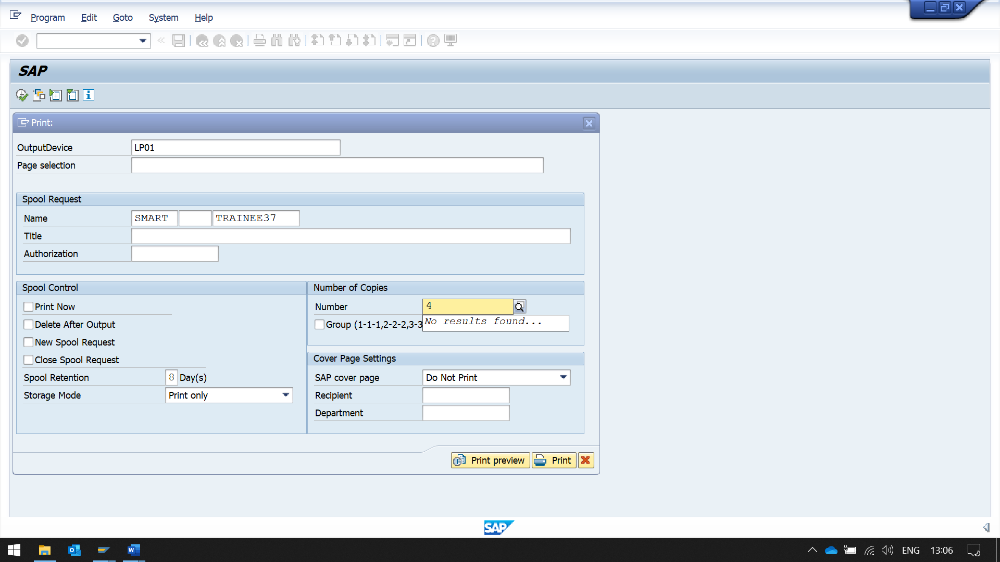 Program Edit Goto System Help
SAP
Print:
OutputDevice LP01
Page selection
Spool Request
Name SMART TRAINEE37
Title
Authorization
Spool Control
Print Now
Delete After Output
New Spool Request
Close Spool Request
Spool Retention 8 Day(s)
Storage Mode Print only
Number of Copies
Number 4
No results found...
Group (1-1-1,2-2-2,3-3
Cover Page Settings
SAP cover page Do Not Print
Recipient
Department
Print preview Print
SAP
ENG 13:06